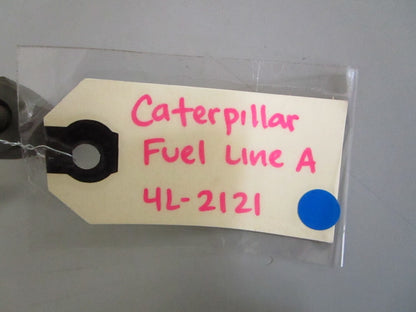 Caterpillar
Fuel Line A
4L-2121